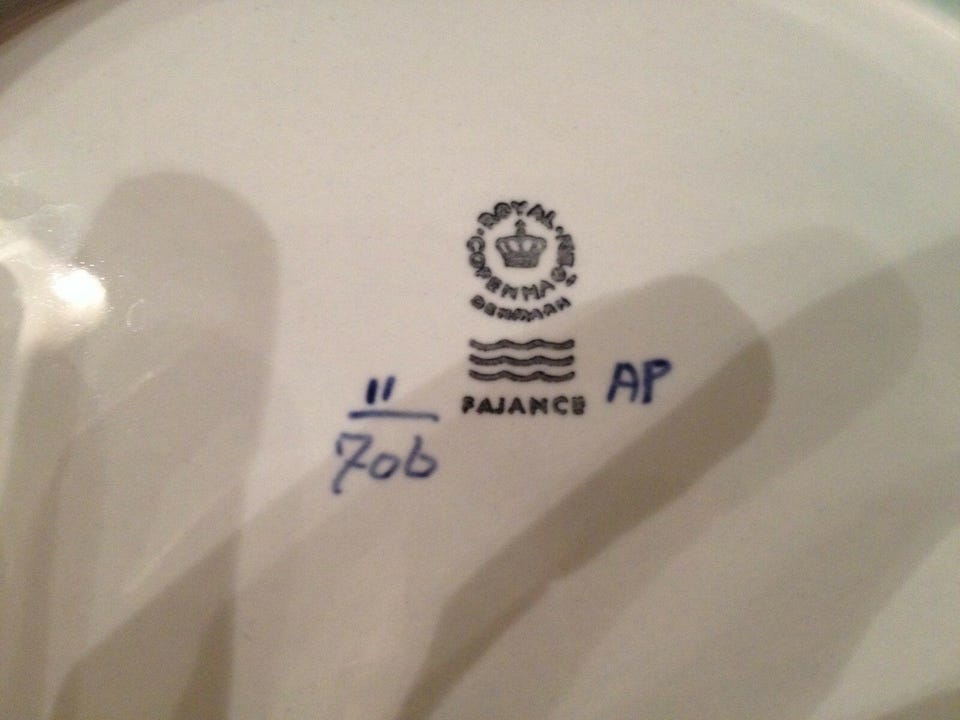 ROYAL COPENHAGEN
DENMARK
FAJANCE
AP
11
706